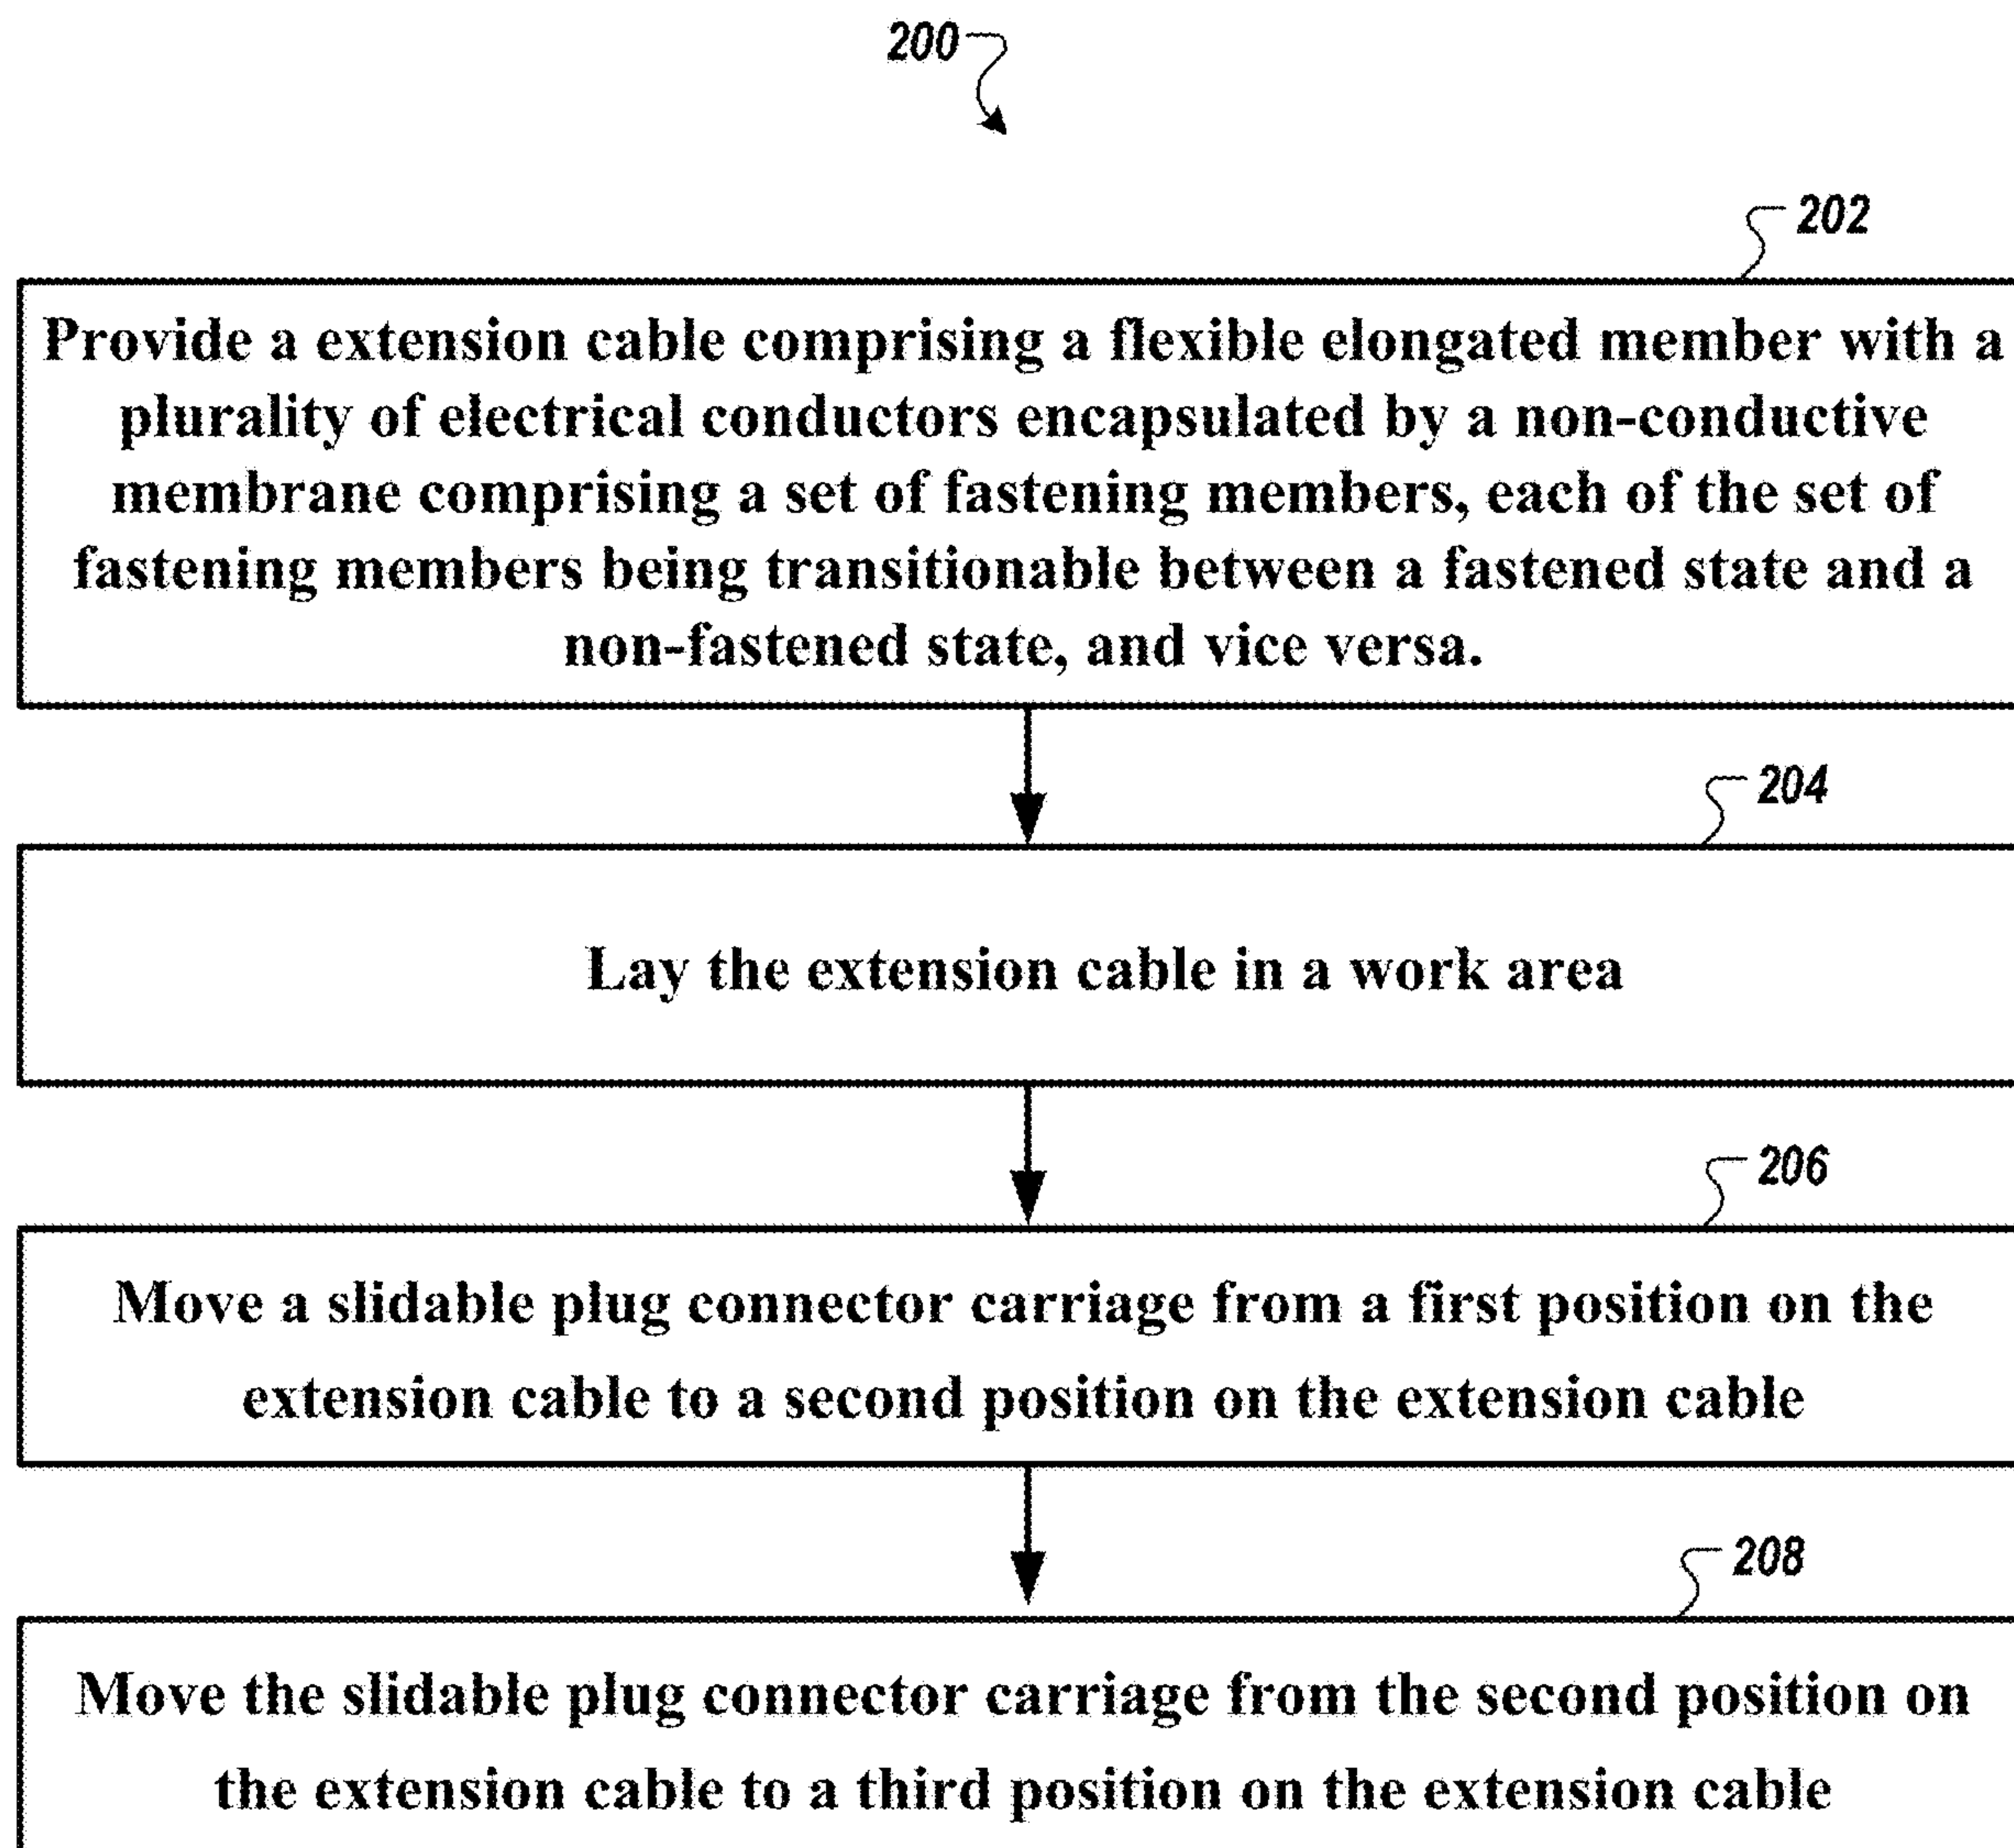 200
202
Provide a extension cable comprising a flexible elongated member with a
plurality of electrical conductors encapsulated by a non-conductive
membrane comprising a set of fastening members, each of the set of
fastening members being transitionable between a fastened state and a
non-fastened state, and vice versa.
204
Lay the extension cable in a work area
206
Move a slidable plug connector carriage from a first position on the
extension cable to a second position on the extension cable
208
Move the slidable plug connector carriage from the second position on
the extension cable to a third position on the extension cable